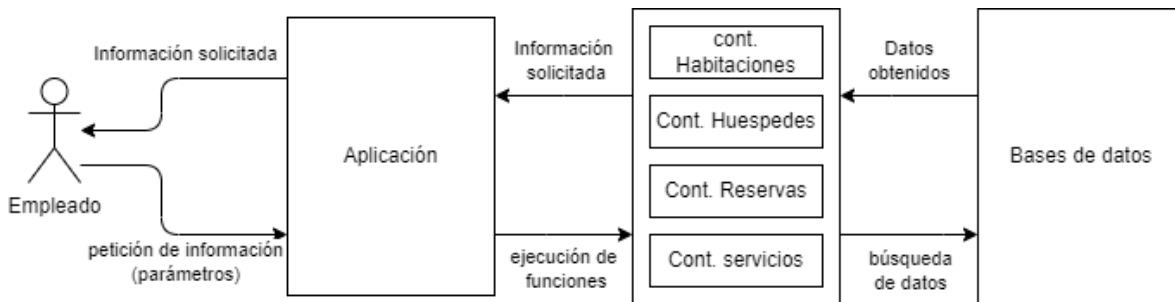 Información solicitada
Empleado
petición de información
(parámetros)
Aplicación
Información
solicitada
ejecución de
funciones
cont.
Habitaciones
Cont. Huespedes
Cont. Reservas
Cont. servicios
Datos
obtenidos
búsqueda
de datos
Bases de datos